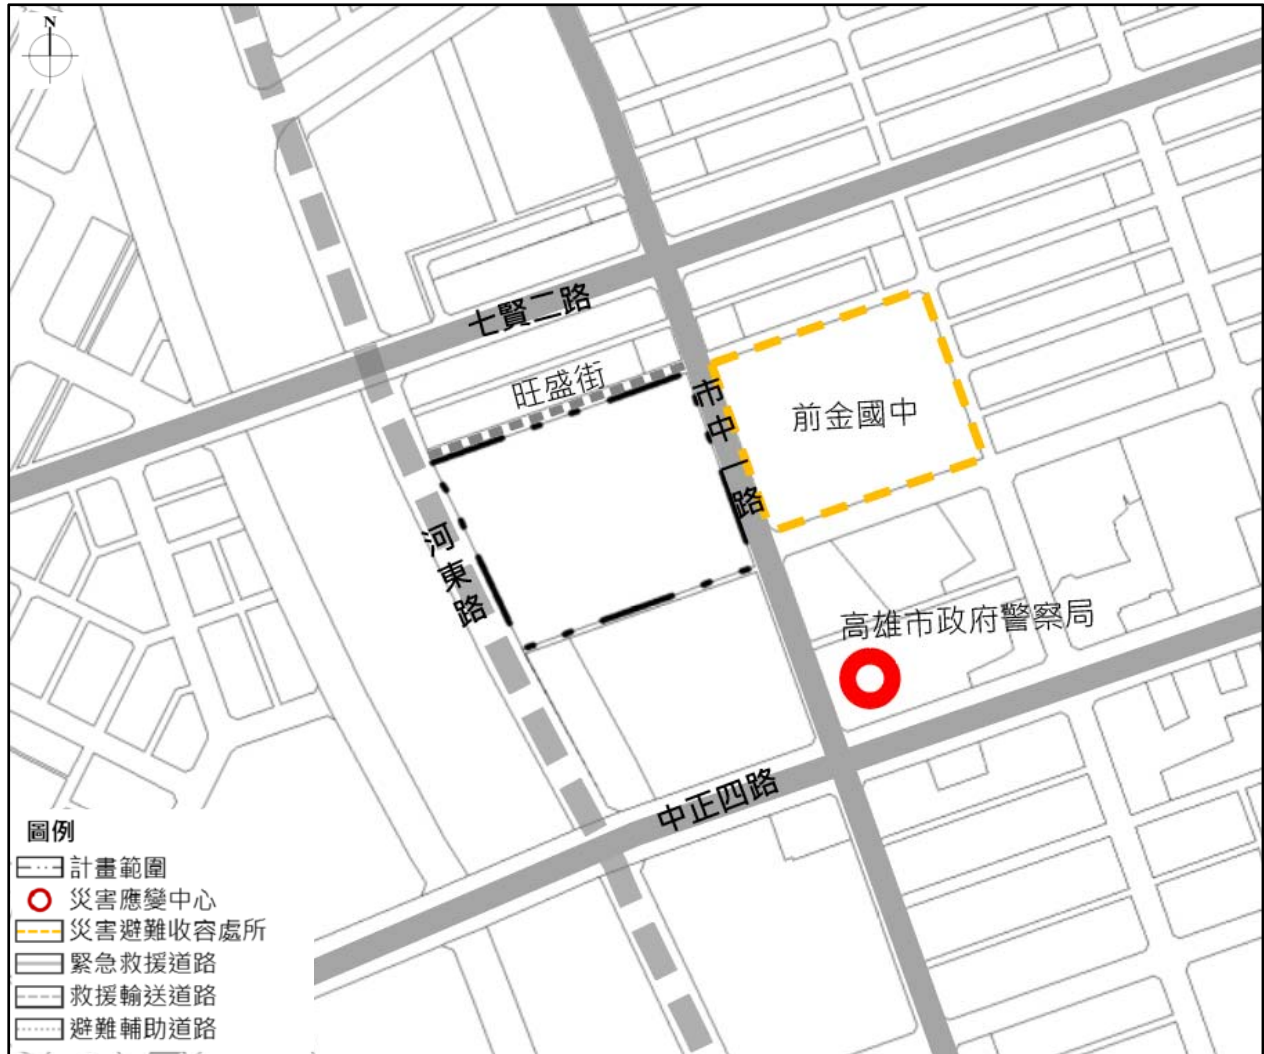 N
七賢二路
旺盛街
市中一路
前金國中
河東路
高雄市政府警察局
中正四路
圖例
計畫範圍
災害應變中心
災害避難收容處所
緊急救援道路
救援輸送道路
避難輔助道路